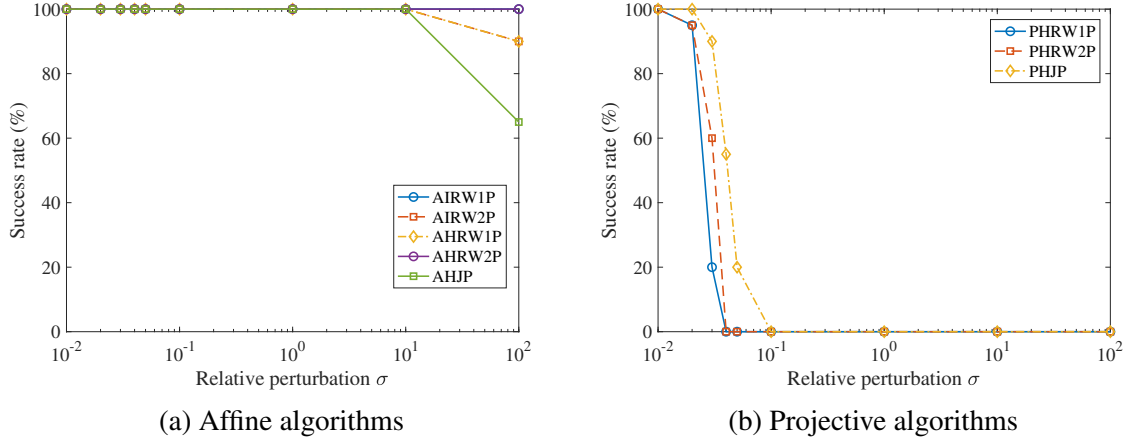 100
80
60
40
20
0
Success rate (%)
AIRW1P
AIRW2P
AHRW1P
AHRW2P
AHJP
10^-2 10^-1 10^0 10^1 10^2
Relative perturbation σ
(a) Affine algorithms
100
80
60
40
20
0
Success rate (%)
PHRW1P
PHRW2P
PHJP
10^-2 10^-1 10^0 10^1 10^2
Relative perturbation σ
(b) Projective algorithms